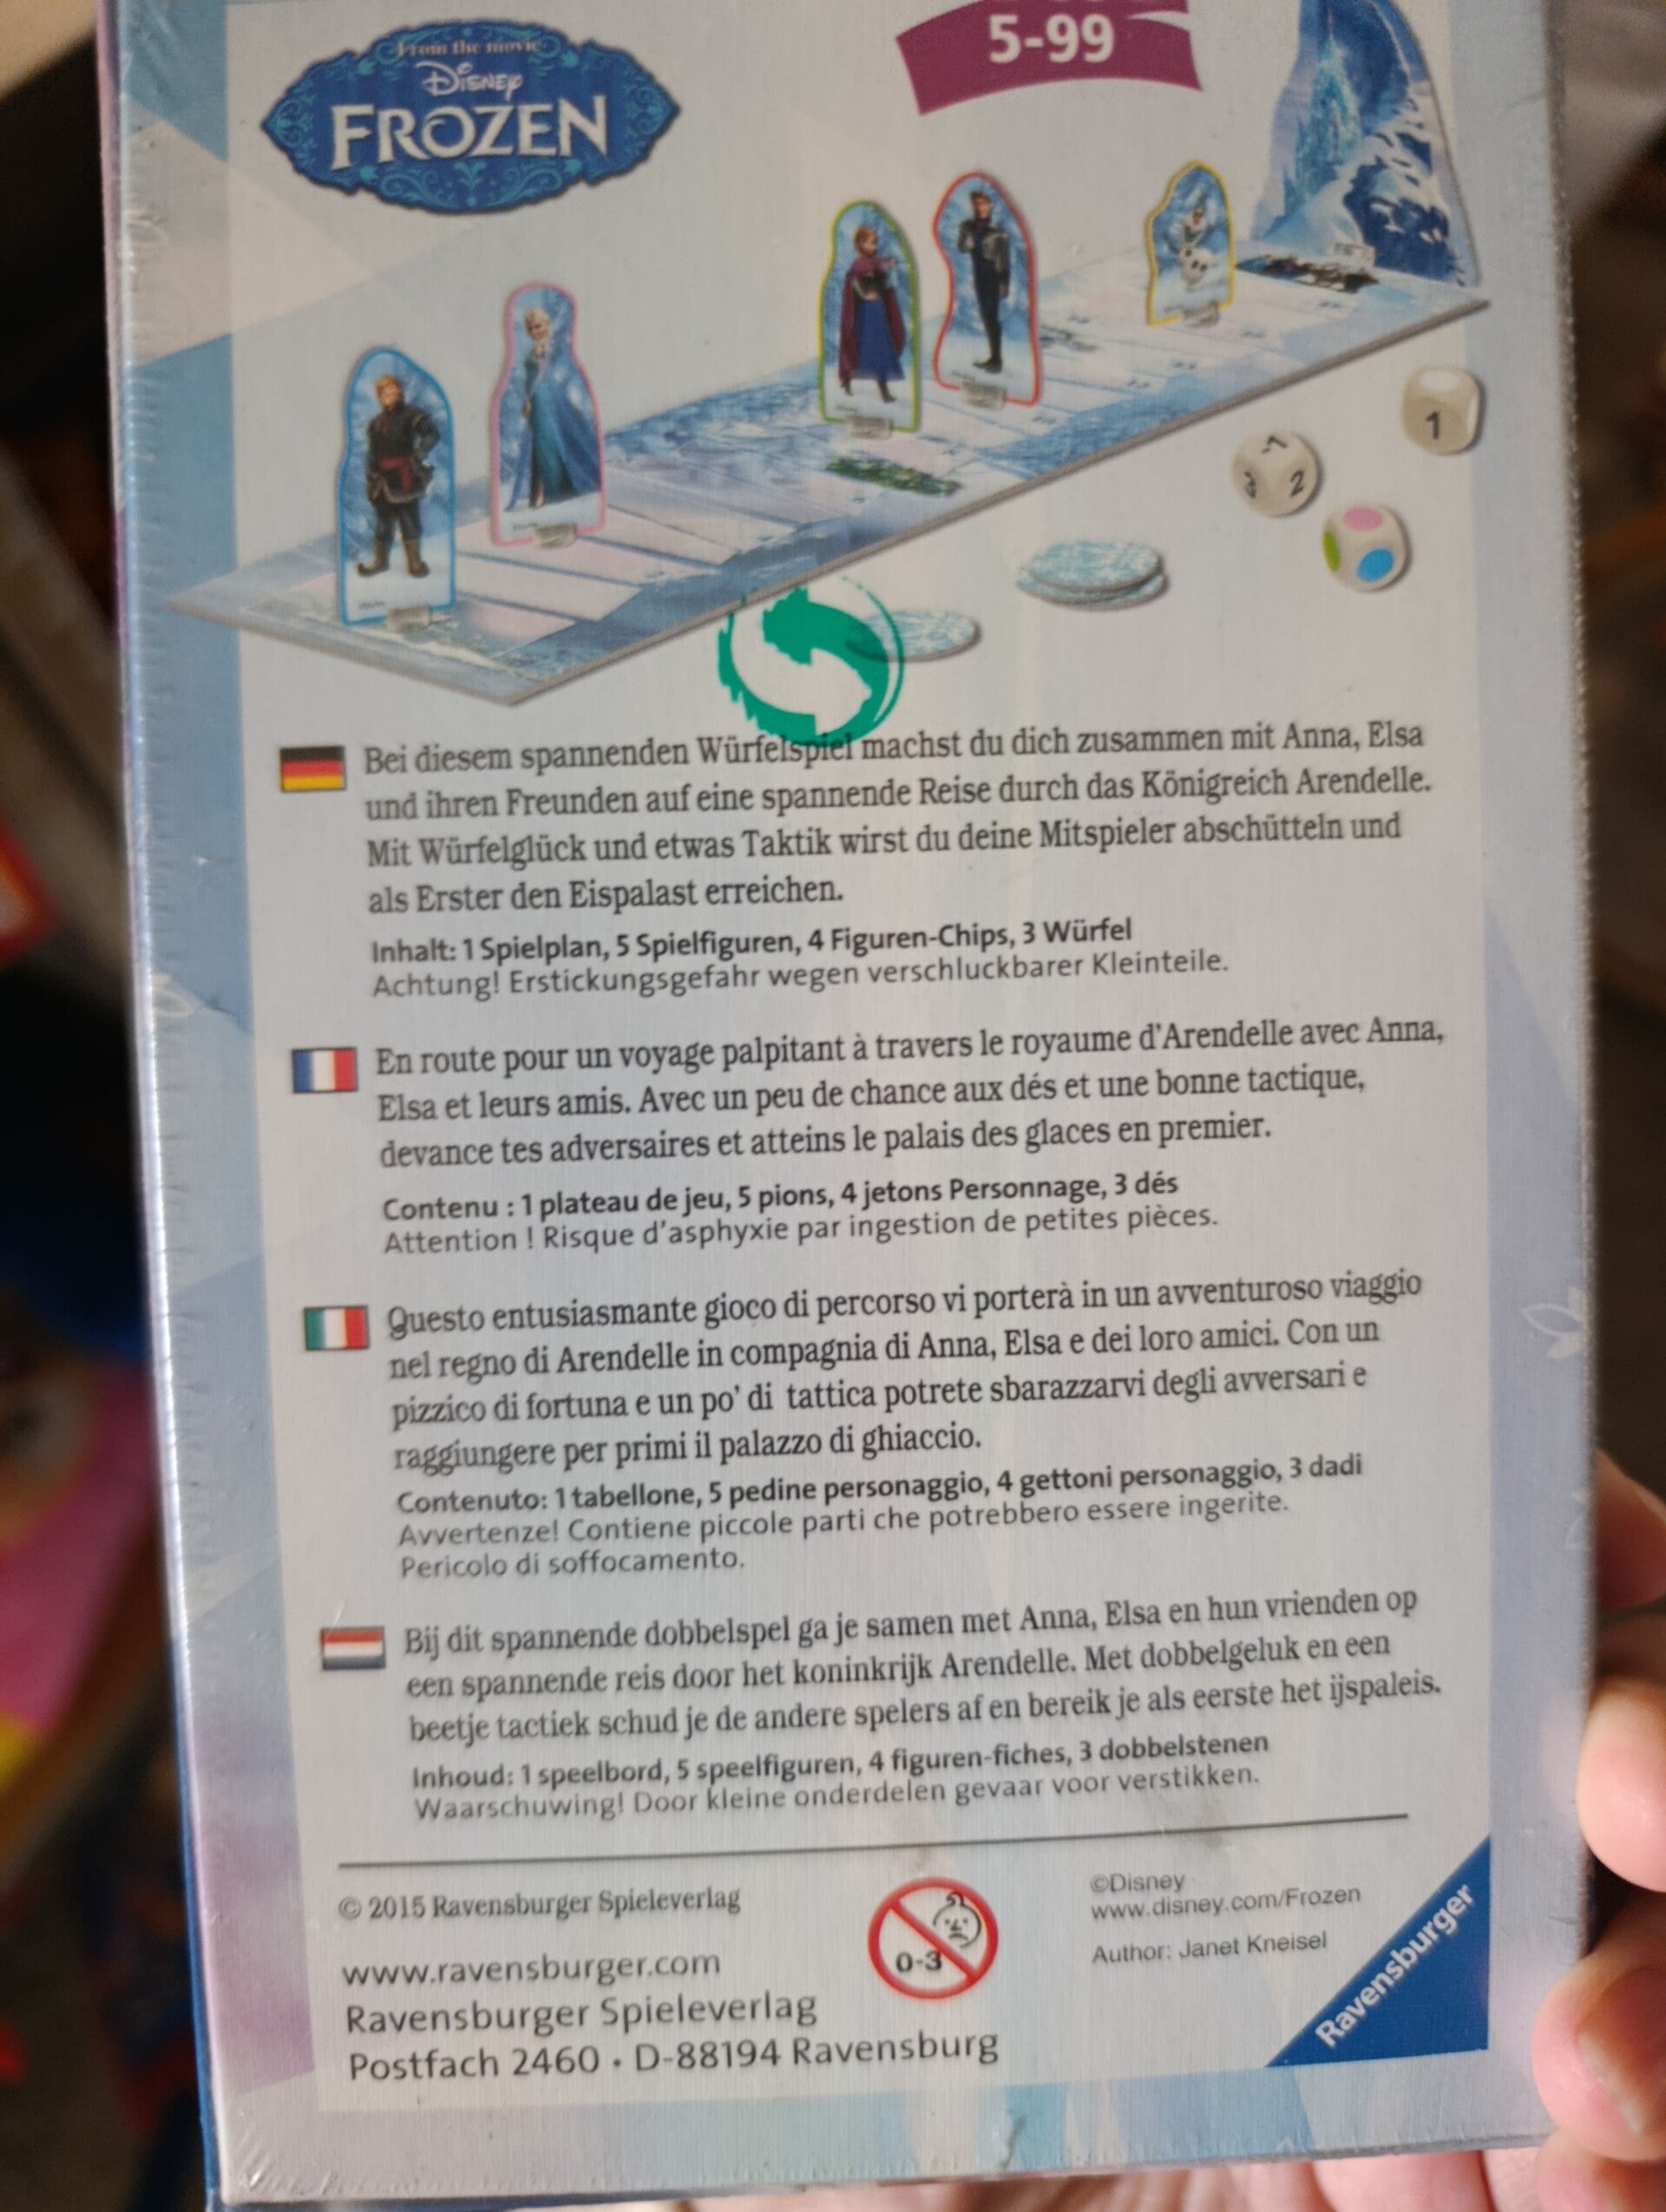 From the movie
Disney
FROZEN
5-99
1
3 2
1
Bei diesem spannenden Würfelspiel machst du dich zusammen mit Anna, Elsa
und ihren Freunden auf eine spannende Reise durch das Königreich Arendelle.
Mit Würfelglück und etwas Taktik wirst du deine Mitspieler abschütteln und
als Erster den Eispalast erreichen.
Inhalt: 1 Spielplan, 5 Spielfiguren, 4 Figuren-Chips, 3 Würfel
Achtung! Erstickungsgefahr wegen verschluckbarer Kleinteile.
En route pour un voyage palpitant à travers le royaume d'Arendelle avec Anna,
Elsa et leurs amis. Avec un peu de chance aux dés et une bonne tactique,
devance tes adversaires et atteins le palais des glaces en premier.
Contenu : 1 plateau de jeu, 5 pions, 4 jetons Personnage, 3 dés
Attention ! Risque d'asphyxie par ingestion de petites pièces.
Questo entusiasmante gioco di percorso vi porterà in un avventuroso viaggio
nel regno di Arendelle in compagnia di Anna, Elsa e dei loro amici. Con un
pizzico di fortuna e un po' di tattica potrete sbarazzarvi degli avversari e
raggiungere per primi il palazzo di ghiaccio.
Contenuto: 1 tabellone, 5 pedine personaggio, 4 gettoni personaggio, 3 dadi
Avvertenze! Contiene piccole parti che potrebbero essere ingerite.
Pericolo di soffocamento.
Bij dit spannende dobbelspel ga je samen met Anna, Elsa en hun vrienden op
een spannende reis door het koninkrijk Arendelle. Met dobbelgeluk en een
beetje tactiek schud je de andere spelers af en bereik je als eerste het ijspaleis.
Inhoud: 1 speelbord, 5 speelfiguren, 4 figuren-fiches, 3 dobbelstenen
Waarschuwing! Door kleine onderdelen gevaar voor verstikken.
© 2015 Ravensburger Spieleverlag
www.ravensburger.com
Ravensburger Spieleverlag
Postfach 2460 • D-88194 Ravensburg
0-3
©Disney
www.disney.com/Frozen
Author: Janet Kneisel
Ravensburger